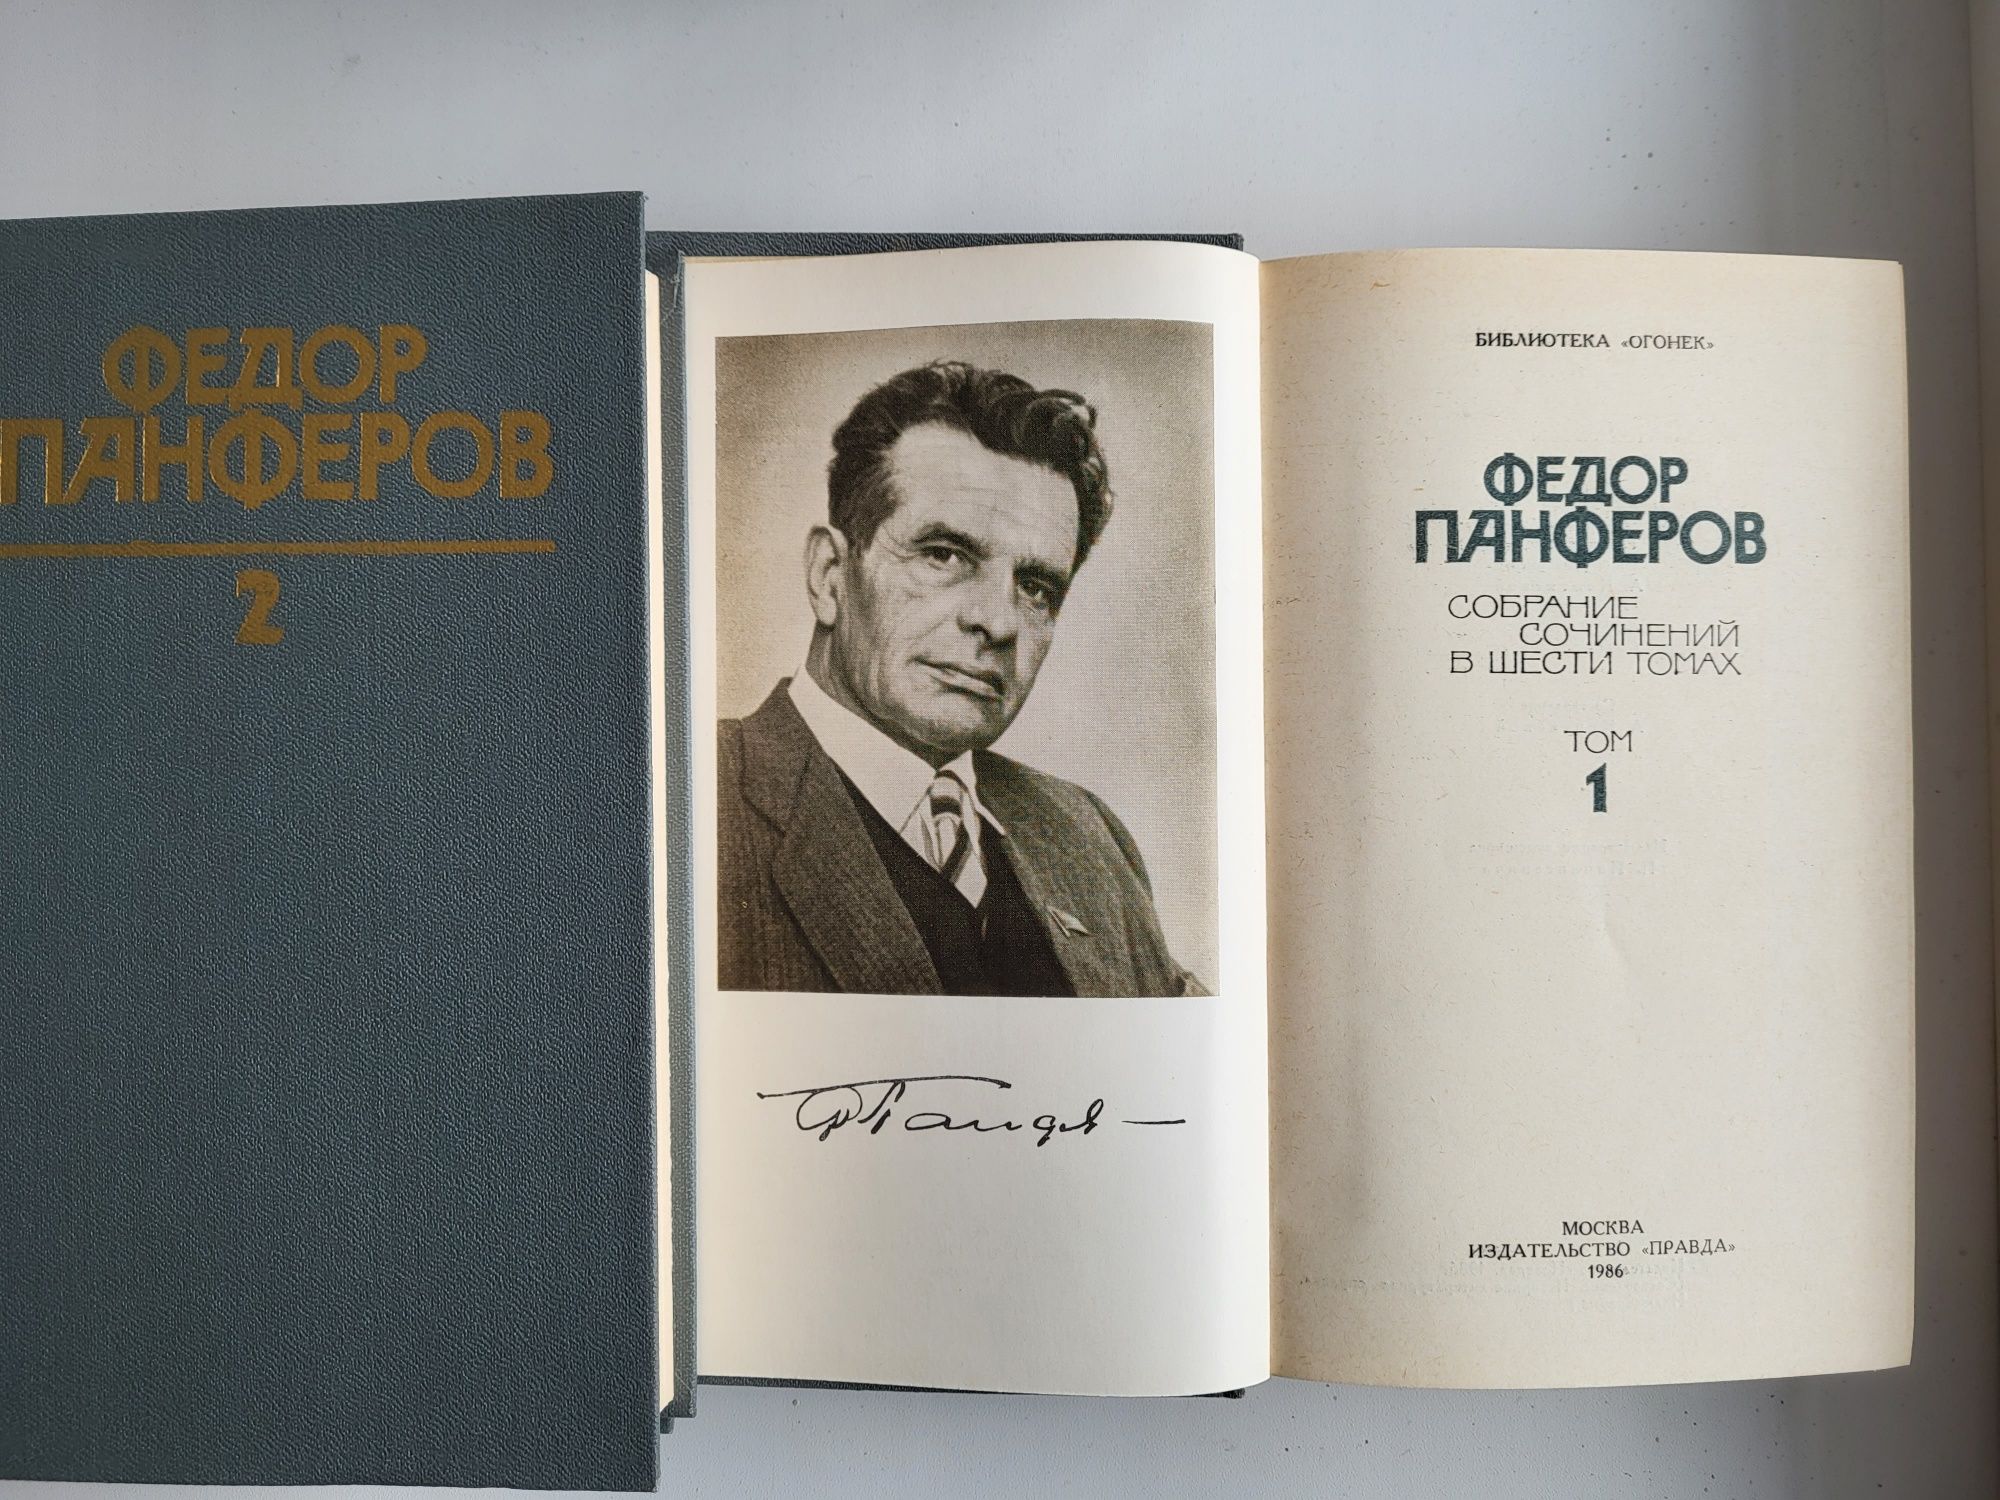 ФЕДОР
ПАНФЕРОВ
2
БИБЛИОТЕКА «ОГОНЕК»
ФЕДОР
ПАНФЕРОВ
СОБРАНИЕ
СОЧИНЕНИЙ
В ШЕСТИ ТОМАХ
ТОМ
1
МОСКВА
ИЗДАТЕЛЬСТВО «ПРАВДА»
1986